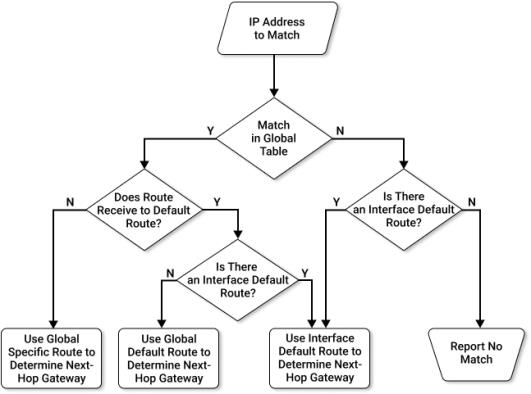 IP Address
to Match
Match
in Global
Table
Y
N
Does Route
Receive to Default
Route?
N
Y
Is There
an Interface Default
Route?
Y
N
Is There
an Interface Default
Route?
N
Y
Use Global
Specific Route to
Determine Next-
Hop Gateway
Use Global
Default Route to
Determine Next-
Hop Gateway
Use Interface
Default Route to
Determine Next-
Hop Gateway
Report No
Match